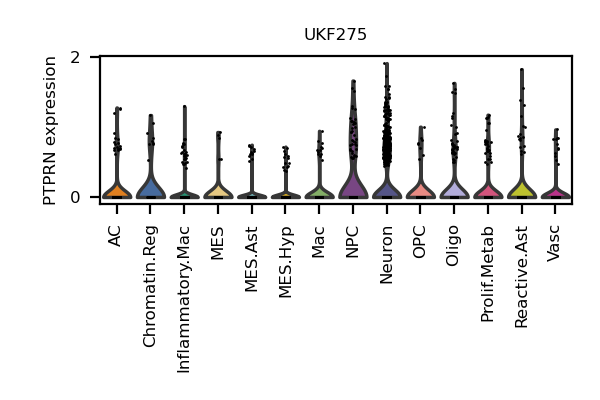 UKF275
PTPRN expression
2
0
AC
Chromatin.Reg
Inflammatory.Mac
MES
MES.Ast
MES.Hyp
Mac
NPC
Neuron
OPC
Oligo
Prolif.Metab
Reactive.Ast
Vasc